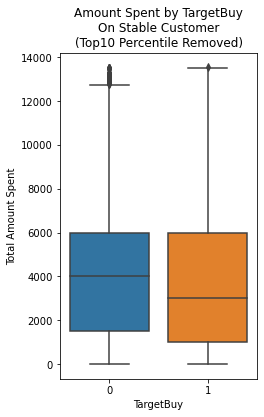 Amount Spent by TargetBuy
On Stable Customer
(Top10 Percentile Removed)
14000
12000
10000
8000
6000
4000
2000
0
Total Amount Spent
0 1
TargetBuy